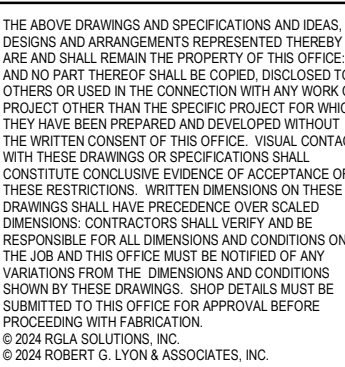 THE ABOVE DRAWINGS AND SPECIFICATIONS AND IDEAS,
DESIGNS AND ARRANGEMENTS REPRESENTED THEREBY
ARE AND SHALL REMAIN THE PROPERTY OF THIS OFFICE:
AND NO PART THEREOF SHALL BE COPIED, DISCLOSED
OTHERS OR USED IN THE CONNECTION WITH ANY WORK
PROJECT OTHER THAN THE SPECIFIC PROJECT FOR
THEY HAVE BEEN PREPARED AND DEVELOPED WITHOUT
THE WRITTEN CONSENT OF THIS OFFICE. VISUAL
WITH THESE DRAWINGS OR SPECIFICATIONS SHALL
CONSTITUTE CONCLUSIVE EVIDENCE OF ACCEPTANCE
THESE RESTRICTIONS. WRITTEN DIMENSIONS ON THESE
DRAWINGS SHALL HAVE PRECEDENCE OVER SCALED
DIMENSIONS: CONTRACTORS SHALL VERIFY AND BE
RESPONSIBLE FOR ALL DIMENSIONS AND CONDITIONS ON
THE JOB AND THIS OFFICE MUST BE NOTIFIED OF ANY
VARIATIONS FROM THE DIMENSIONS AND CONDITIONS
SHOWN BY THESE DRAWINGS. SHOP DETAILS MUST BE
SUBMITTED TO THIS OFFICE FOR APPROVAL BEFORE
PROCEEDING WITH FABRICATION.
© 2024 RGLA SOLUTIONS, INC.
© 2024 ROBERT G. LYON & ASSOCIATES, INC.